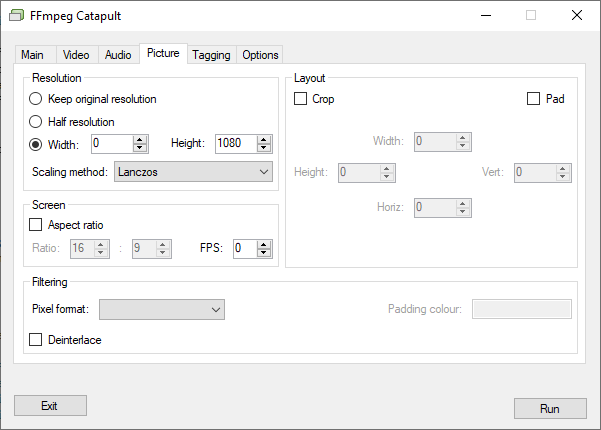 FFmpeg Catapult
Main Video Audio Picture Tagging Options
Resolution
Keep original resolution
Half resolution
Width: 0 Height: 1080
Scaling method: Lanczos
Screen
Aspect ratio
Ratio: 16 : 9 FPS: 0
Layout
Crop Pad
Width: 0
Height: 0 Vert: 0
Horiz: 0
Filtering
Pixel format: Padding colour:
Deinterlace
Exit Run